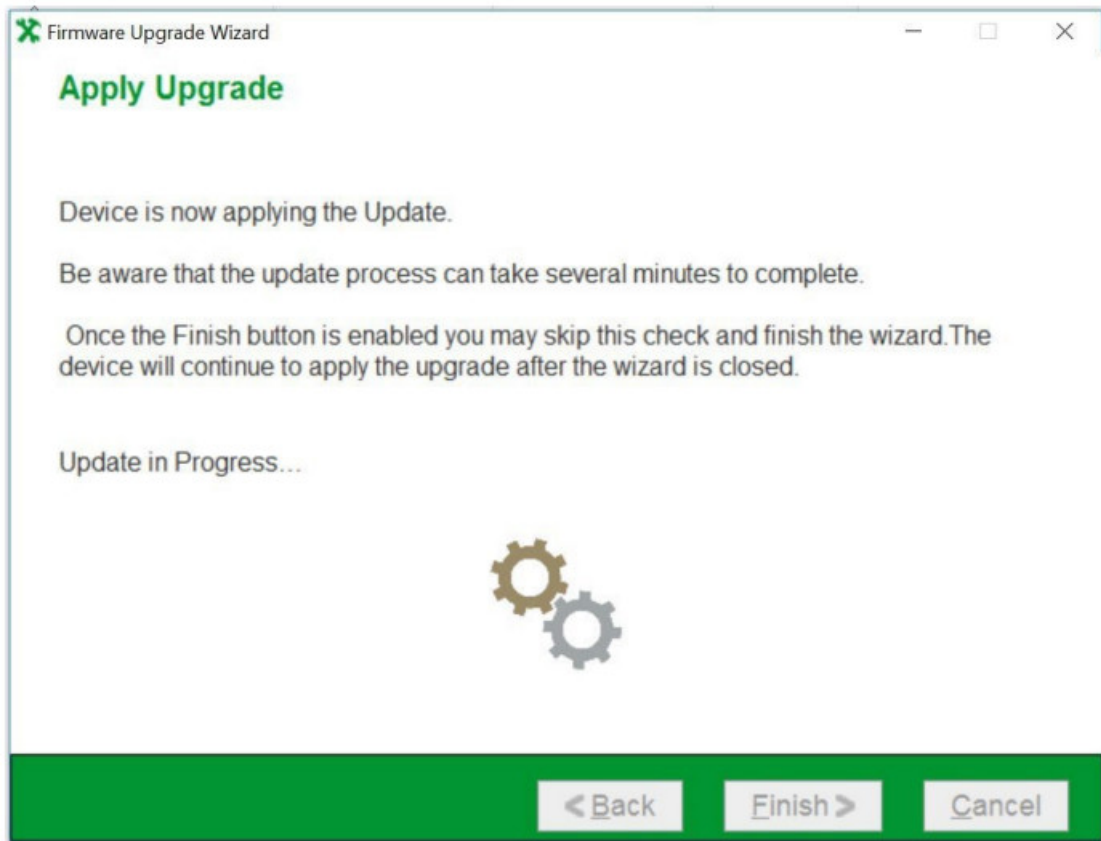 Firmware Upgrade Wizard
Apply Upgrade
Device is now applying the Update.
Be aware that the update process can take several minutes to complete.
Once the Finish button is enabled you may skip this check and finish the wizard.The
device will continue to apply the upgrade after the wizard is closed.
Update in Progress...
< Back Finish > Cancel